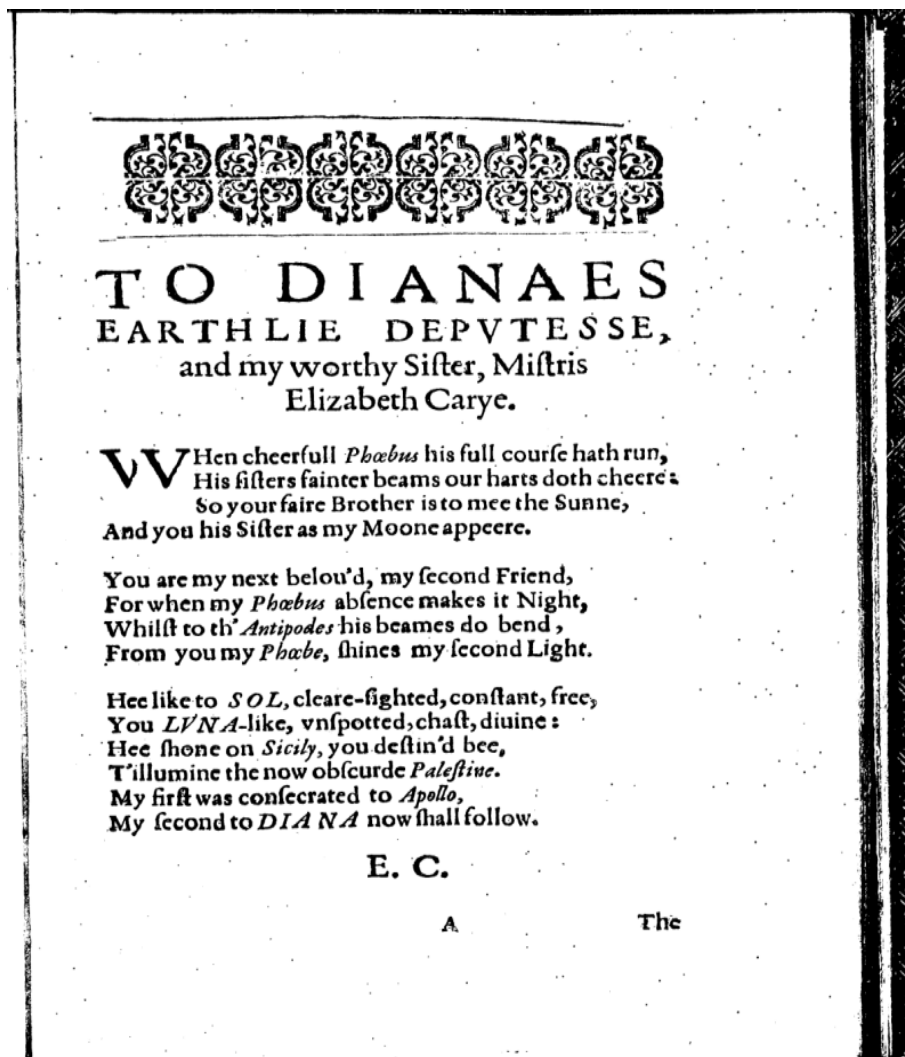 TO DIANAES
EARTHLIE DEPVTESSE,
and my worthy Siſter, Miſtris
Elizabeth Carye.
WHen cheerfull Phœbus his full courſe hath run,
His ſiſters fainter beams our harts doth cheere:
So your faire Brother is to mee the Sunne,
And you his Siſter as my Moone appeere.
You are my next belou'd, my ſecond Friend,
For when my Phœbus abſence makes it Night,
Whilſt to th' Antipodes his beames do bend,
From you my Phœbe, ſhines my ſecond Light.
Hee like to SOL, cleare-ſighted, conſtant, free,
You LVNA-like, vnſpotted, chaſt, diuine:
Hee ſhone on Sicily, you deſtin'd bee,
T'illumine the now obſcurde Paleſtine.
My firſt was conſecrated to Apollo,
My ſecond to DIANA now ſhall follow.
E. C.
A The